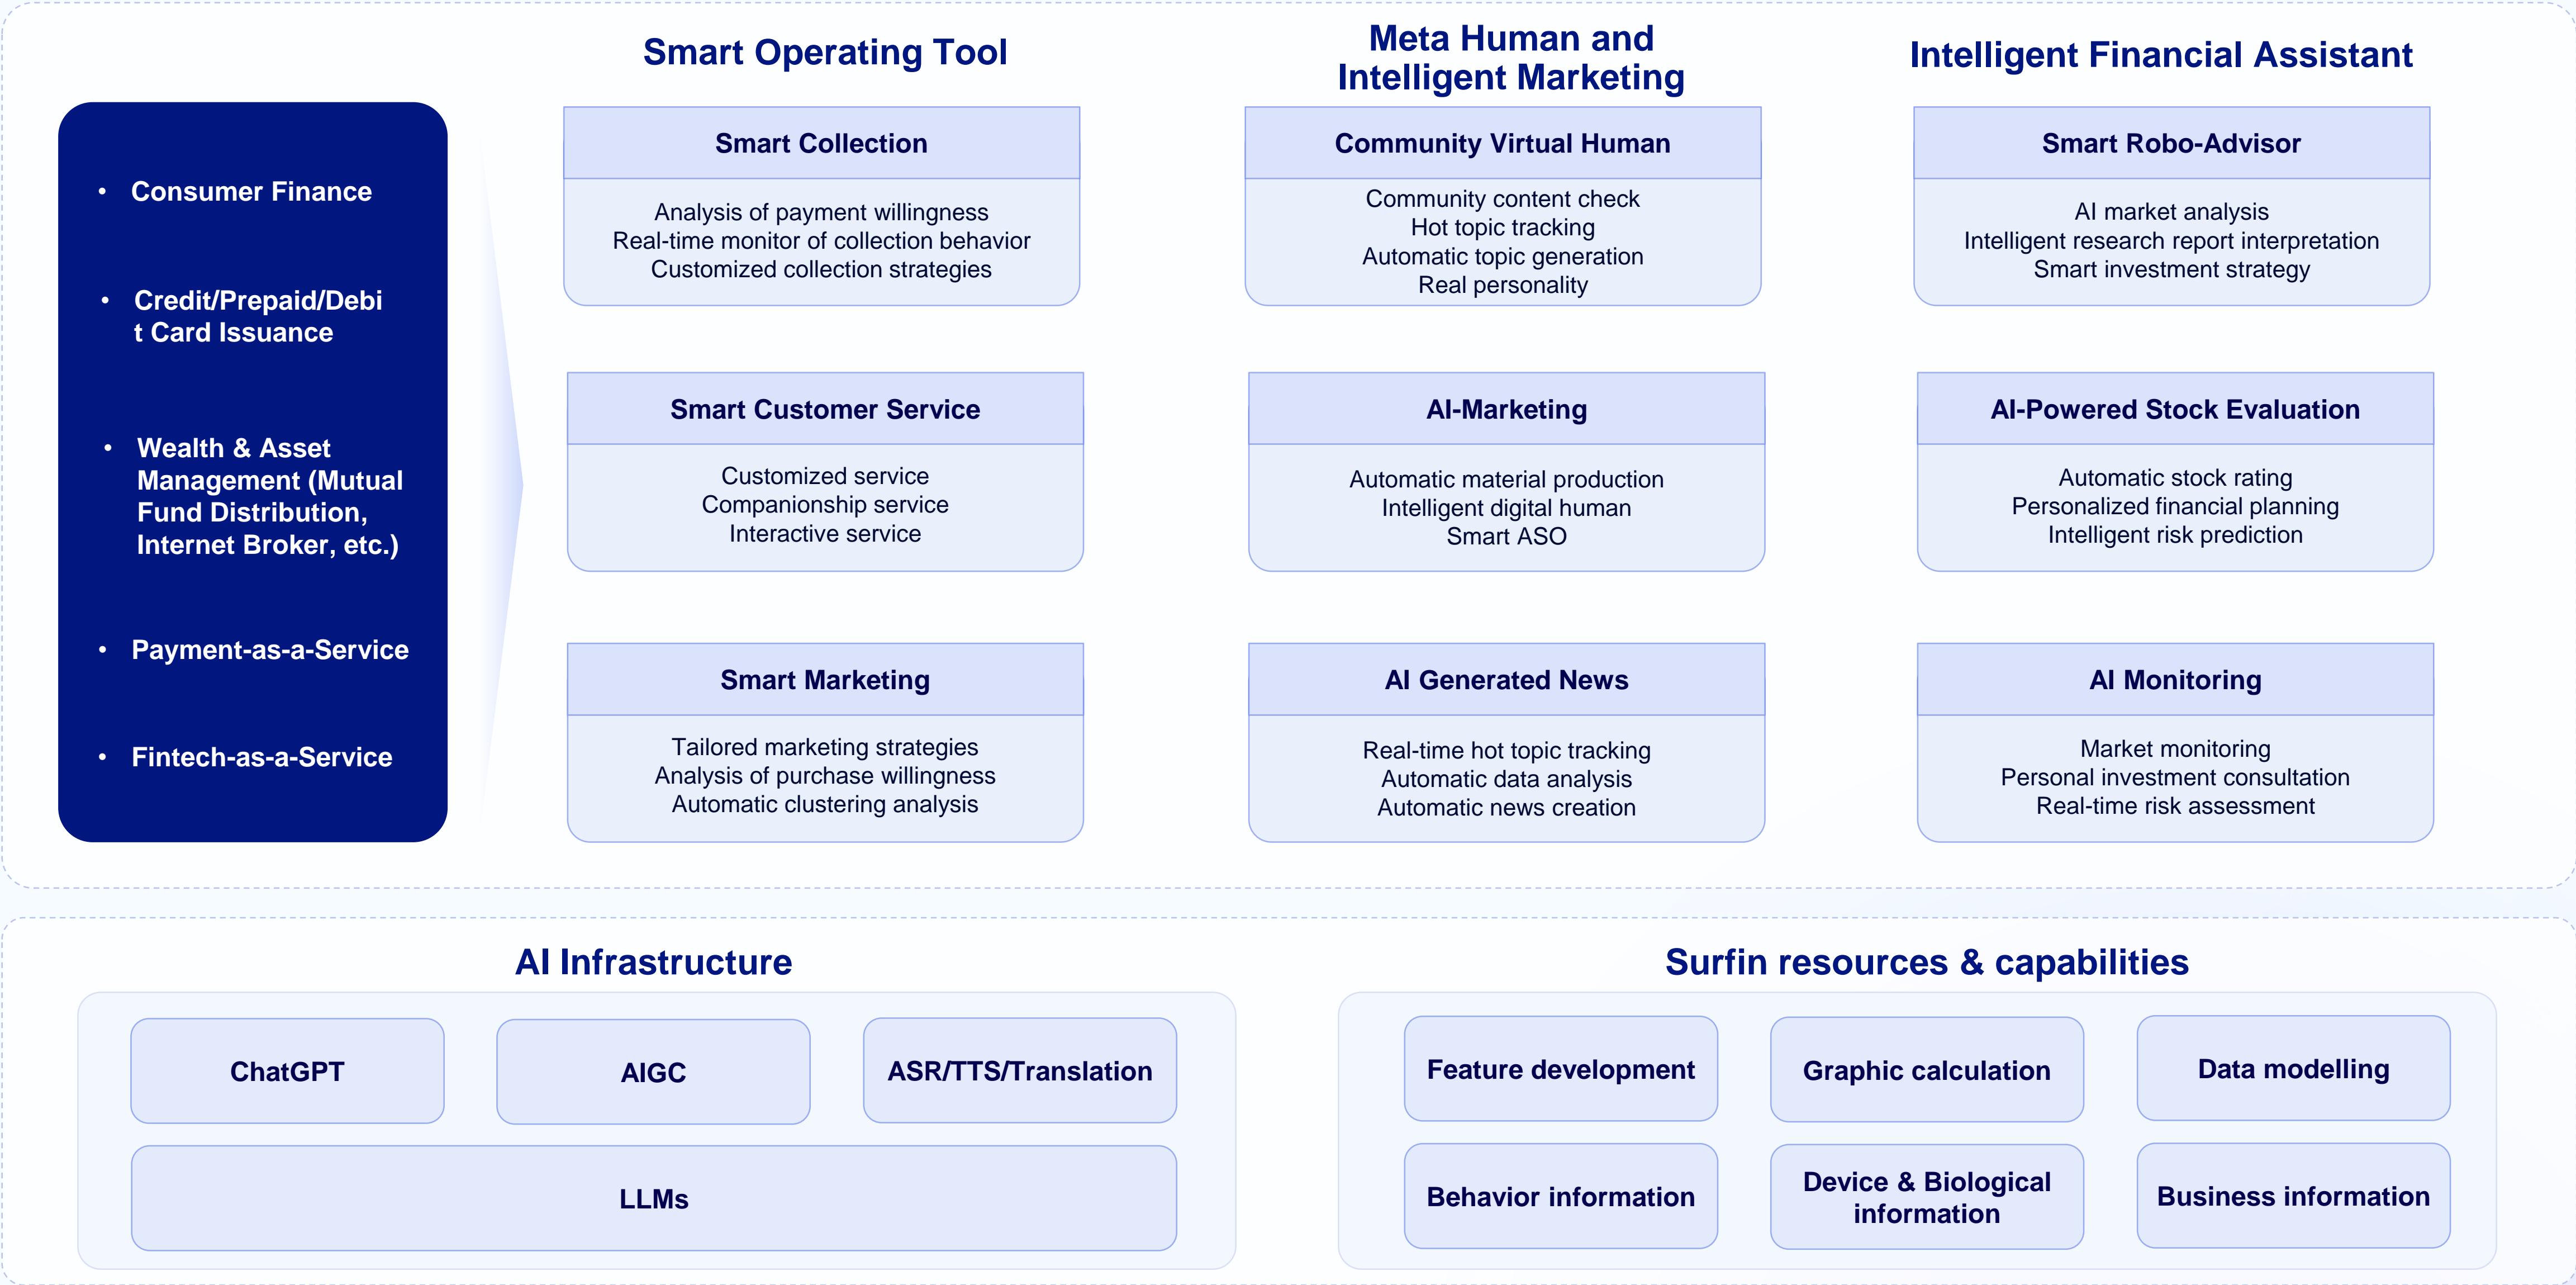 • Consumer Finance
• Credit/Prepaid/Debi
t Card Issuance
• Wealth & Asset
Management (Mutual
Fund Distribution,
Internet Broker, etc.)
• Payment-as-a-Service
• Fintech-as-a-Service
Smart Operating Tool
Smart Collection
Analysis of payment willingness
Real-time monitor of collection behavior
Customized collection strategies
Smart Customer Service
Customized service
Companionship service
Interactive service
Smart Marketing
Tailored marketing strategies
Analysis of purchase willingness
Automatic clustering analysis
Meta Human and
Intelligent Marketing
Community Virtual Human
Community content check
Hot topic tracking
Automatic topic generation
Real personality
AI-Marketing
Automatic material production
Intelligent digital human
Smart ASO
AI Generated News
Real-time hot topic tracking
Automatic data analysis
Automatic news creation
Intelligent Financial Assistant
Smart Robo-Advisor
AI market analysis
Intelligent research report interpretation
Smart investment strategy
AI-Powered Stock Evaluation
Automatic stock rating
Personalized financial planning
Intelligent risk prediction
AI Monitoring
Market monitoring
Personal investment consultation
Real-time risk assessment
AI Infrastructure
ChatGPT
AIGC
ASR/TTS/Translation
LLMs
Surfin resources & capabilities
Feature development
Graphic calculation
Data modelling
Behavior information
Device & Biological
information
Business information